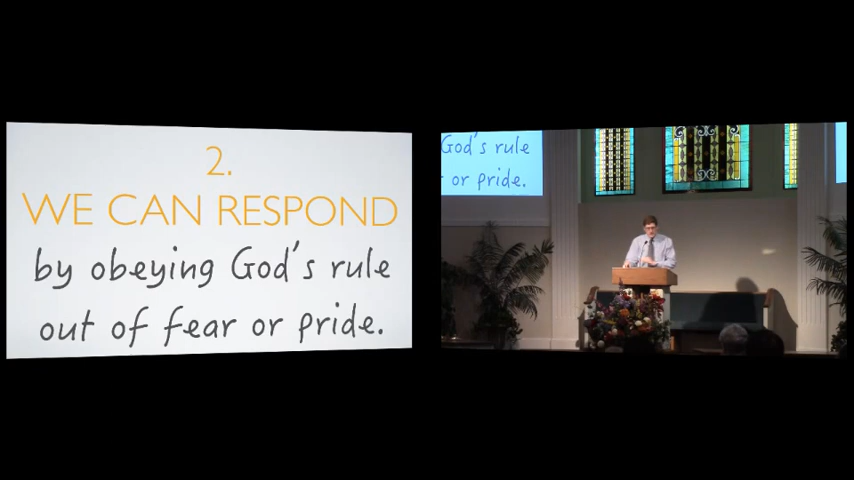 2.
WE CAN RESPOND
by obeying God's rule
out of fear or pride.
God's rule
or pride.